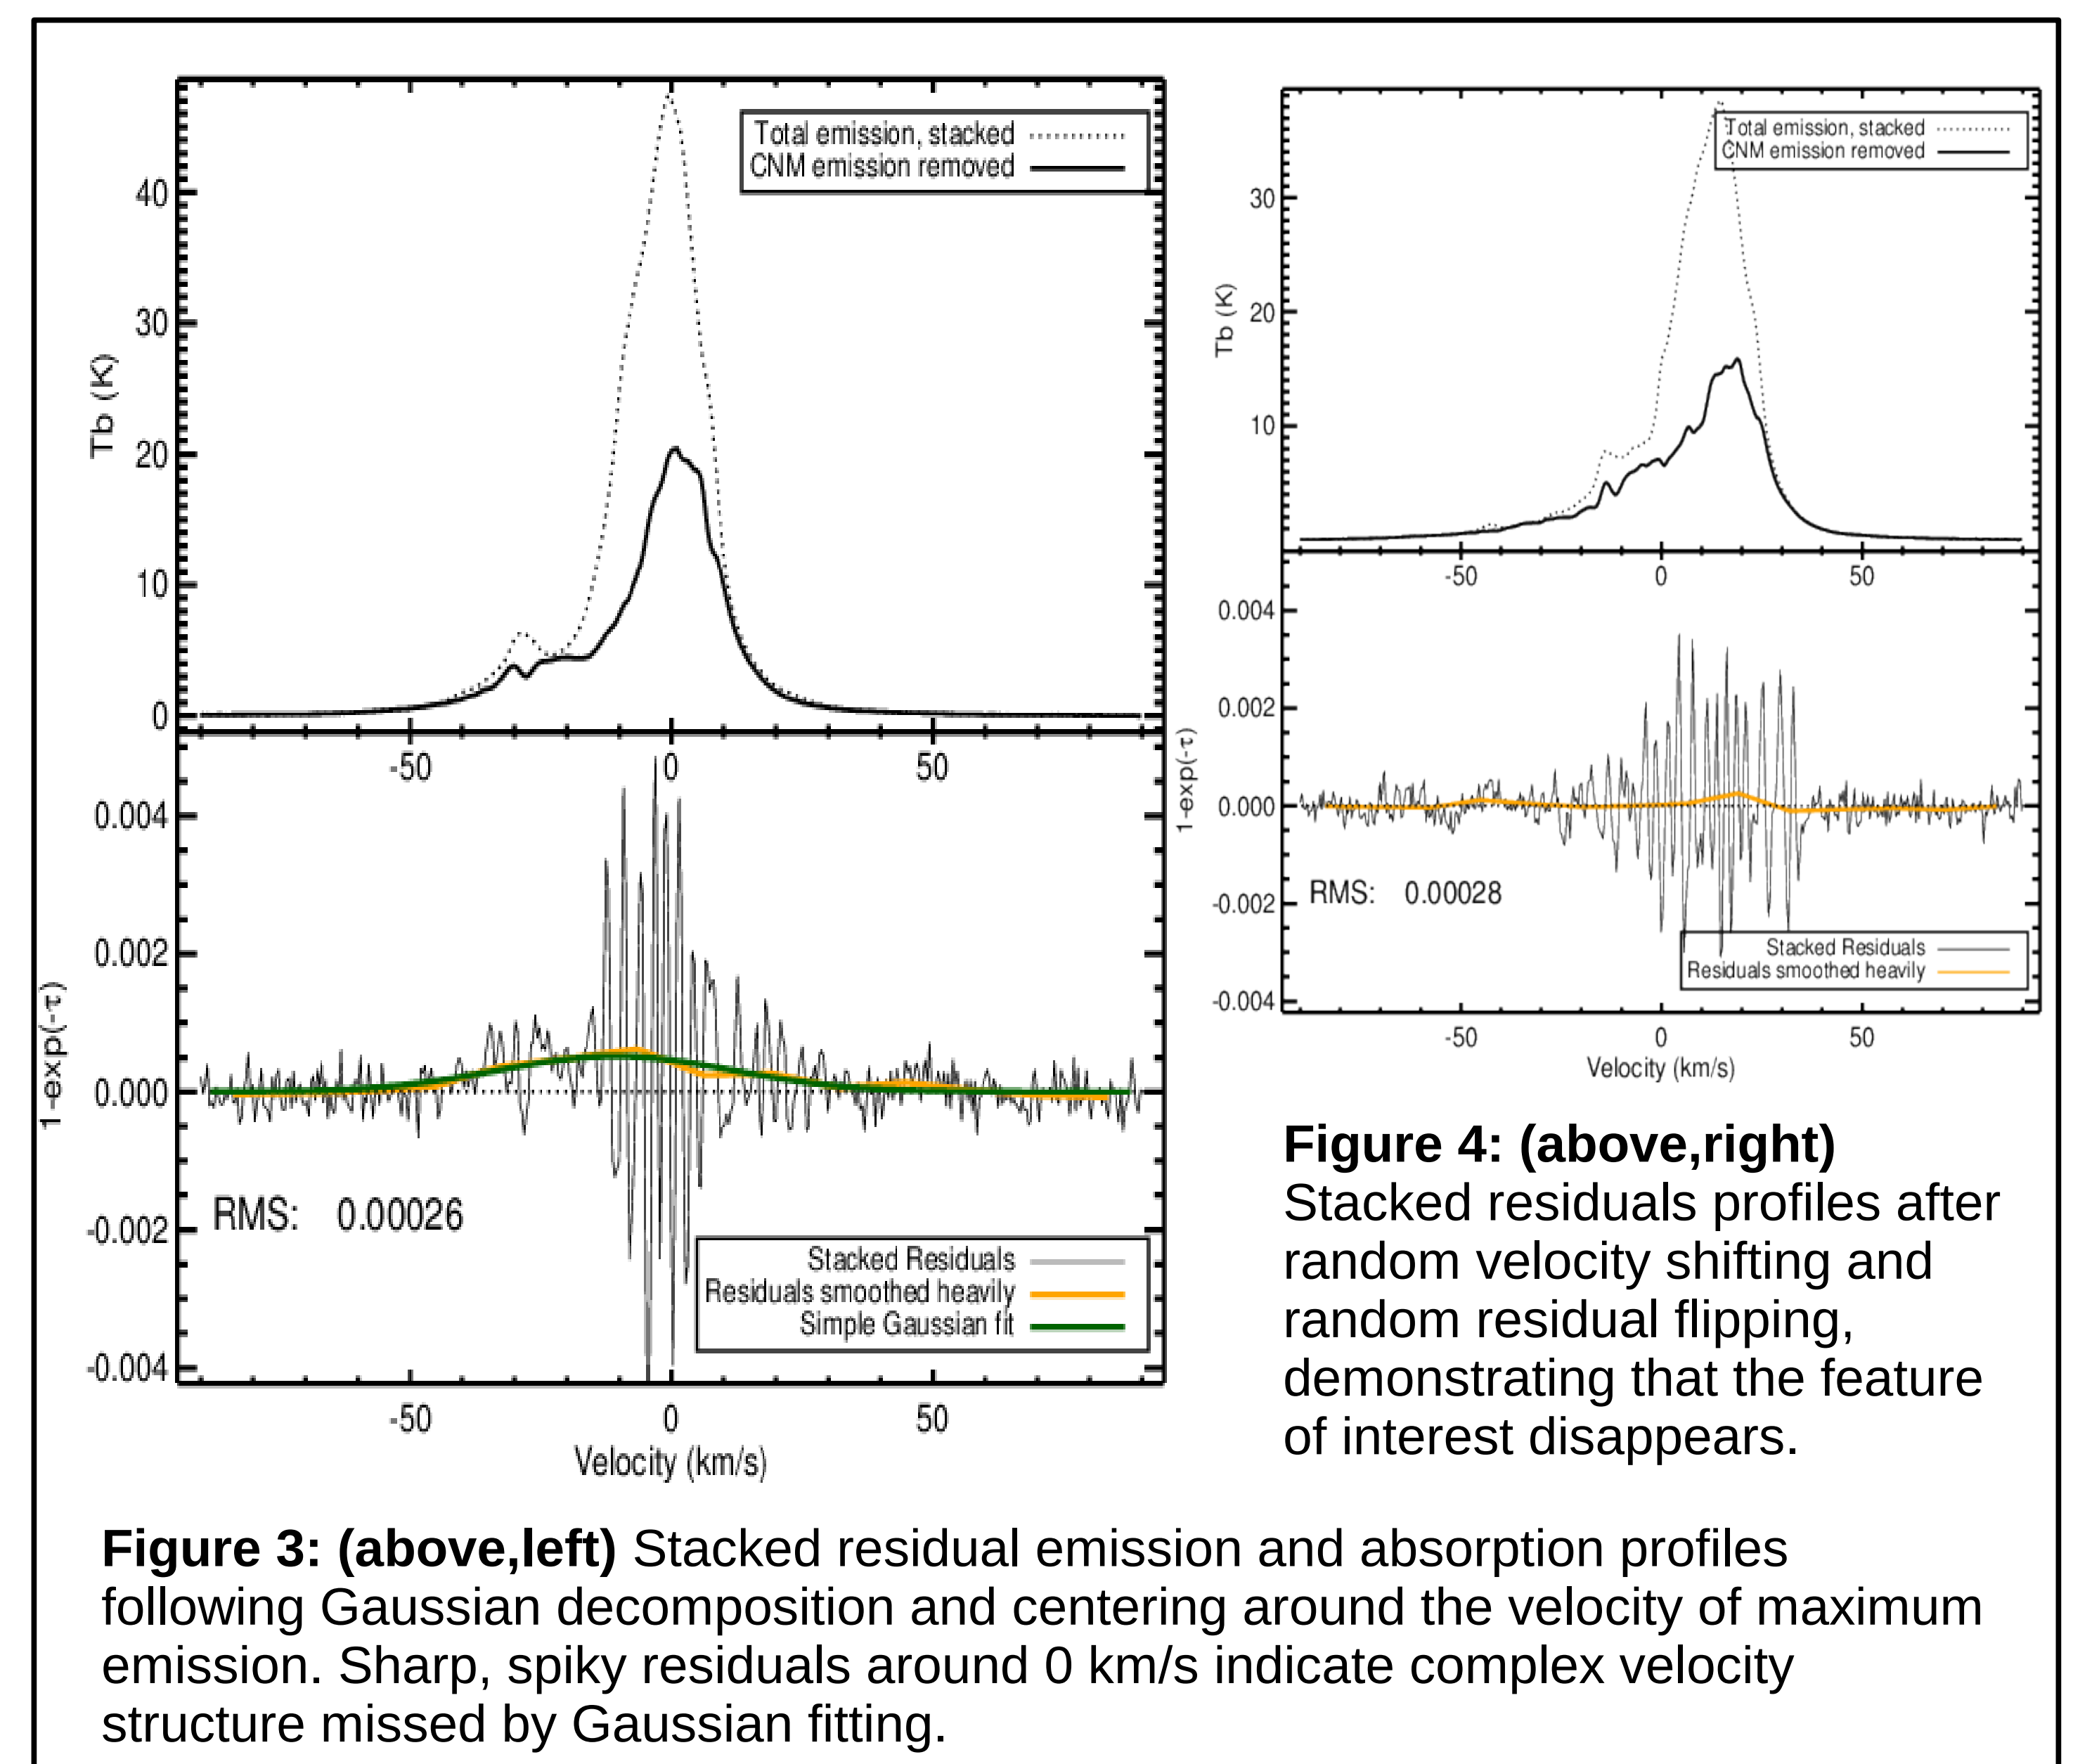 Total emission, stacked
CNM emission removed
40
30
20
10
0
Tb (K)
-50 0 50
0.004
0.002
0.000
-0.002
-0.004
1-exp(-τ)
RMS: 0.00026
Stacked Residuals
Residuals smoothed heavily
Simple Gaussian fit
-50 0 50
Velocity (km/s)
Total emission, stacked
CNM emission removed
30
20
10
Tb (K)
-50 0 50
0.004
0.002
0.000
-0.002
-0.004
1-exp(-τ)
RMS: 0.00028
Stacked Residuals
Residuals smoothed heavily
-50 0 50
Velocity (km/s)
Figure 4: (above,right)
Stacked residuals profiles after
random velocity shifting and
random residual flipping,
demonstrating that the feature
of interest disappears.
Figure 3: (above,left) Stacked residual emission and absorption profiles
following Gaussian decomposition and centering around the velocity of maximum
emission. Sharp, spiky residuals around 0 km/s indicate complex velocity
structure missed by Gaussian fitting.